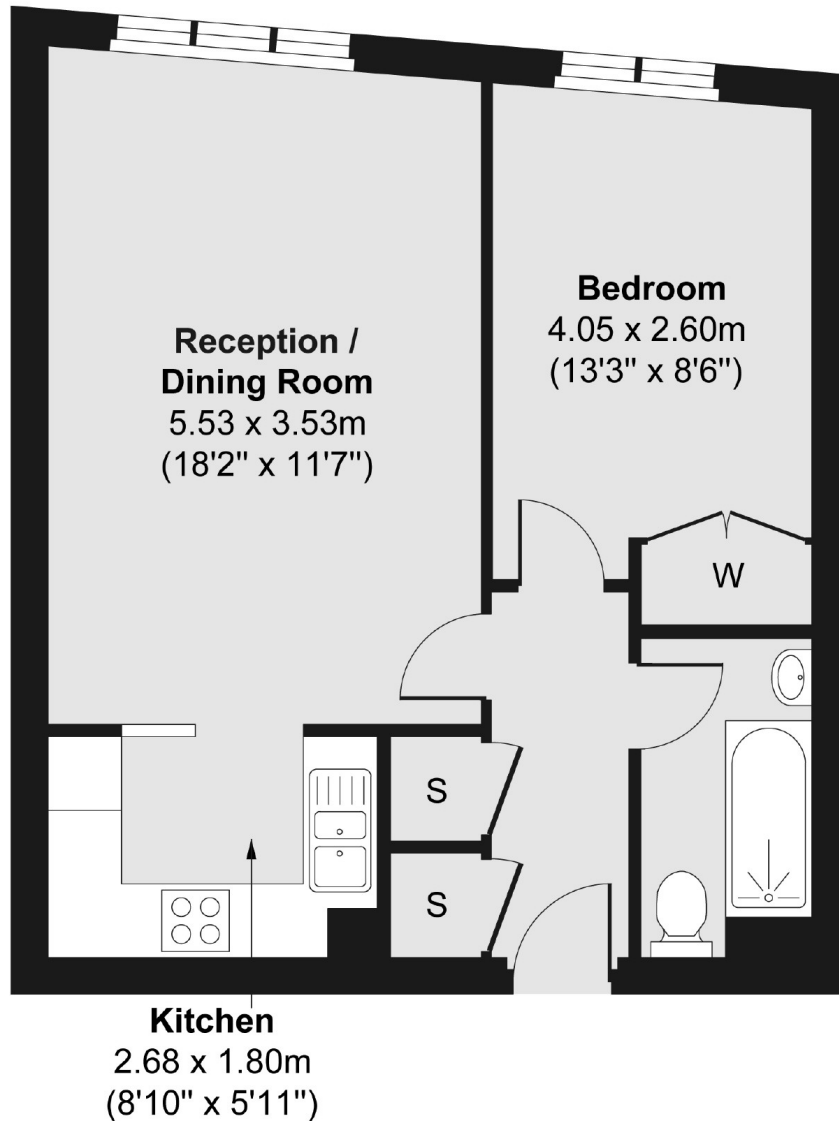 Reception /
Dining Room
5.53 x 3.53m
(18'2" x 11'7")
Bedroom
4.05 x 2.60m
(13'3" x 8'6")
W
S
S
Kitchen
2.68 x 1.80m
(8'10" x 5'11")